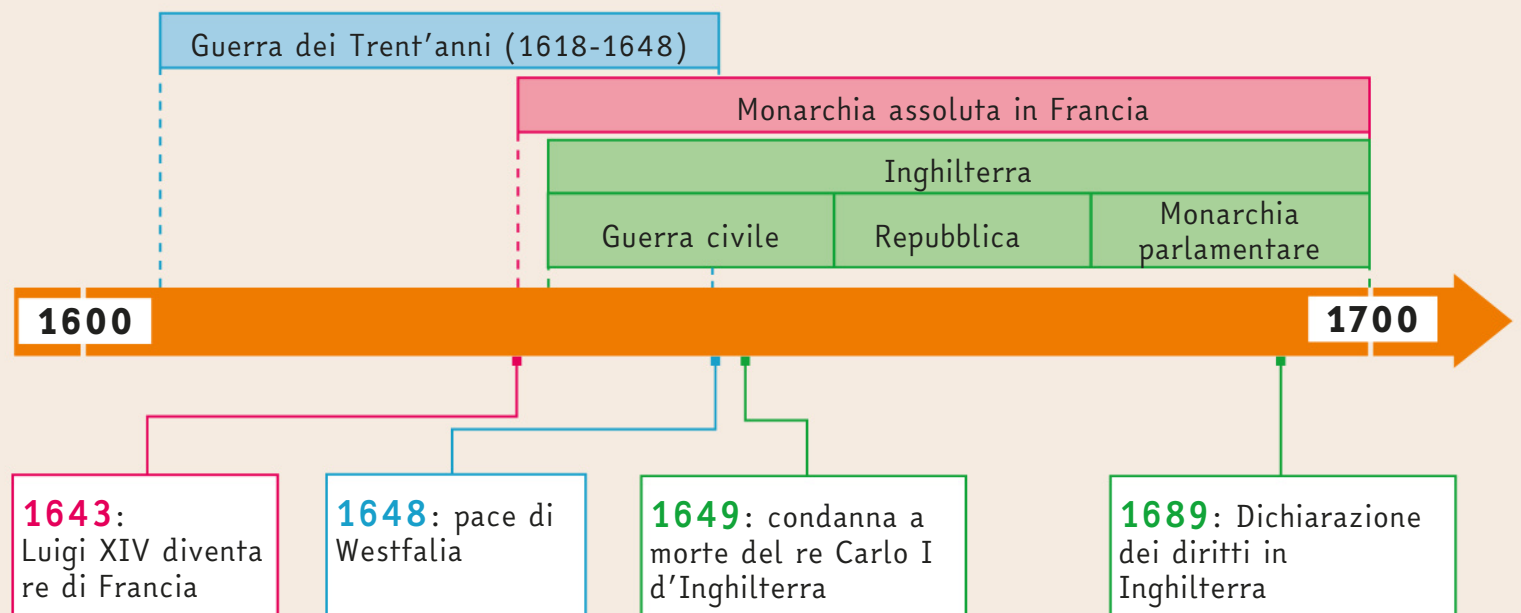 Guerra dei Trent'anni (1618-1648)
Monarchia assoluta in Francia
Inghilterra
Guerra civile
Repubblica
Monarchia
parlamentare
1600
1700
1643:
Luigi XIV diventa
re di Francia
1648: pace di
Westfalia
1649: condanna a
morte del re Carlo I
d'Inghilterra
1689: Dichiarazione
dei diritti in
Inghilterra